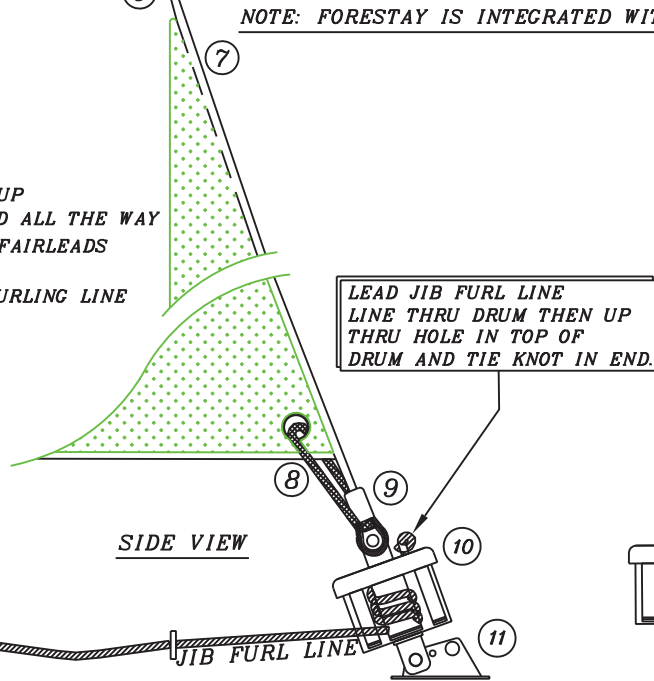 NOTE: FORESTAY IS INTEGRATED
7
UP
ALL THE WAY
FAIRLEADS
LINE
LEAD JIB FURL LINE
LINE THRU DRUM THEN UP
THRU HOLE IN TOP OF
DRUM AND TIE KNOT IN END.
8
9
SIDE VIEW
10
11
JIB FURL LINE